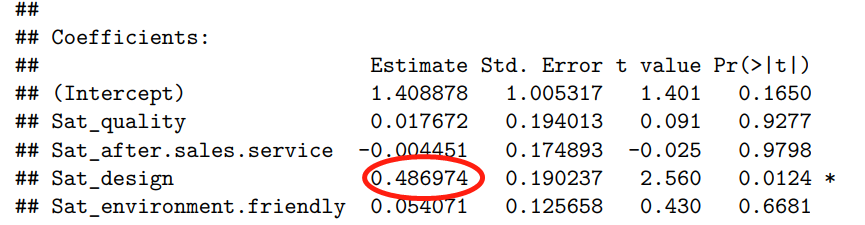 ##
## Coefficients:
## Estimate Std. Error t value Pr(>|t|)
## (Intercept) 1.408878 1.005317 1.401 0.1650
## Sat_quality 0.017672 0.194013 0.091 0.9277
## Sat_after.sales.service -0.004451 0.174893 -0.025 0.9798
## Sat_design 0.486974 0.190237 2.560 0.0124 *
## Sat_environment.friendly 0.054071 0.125658 0.430 0.6681